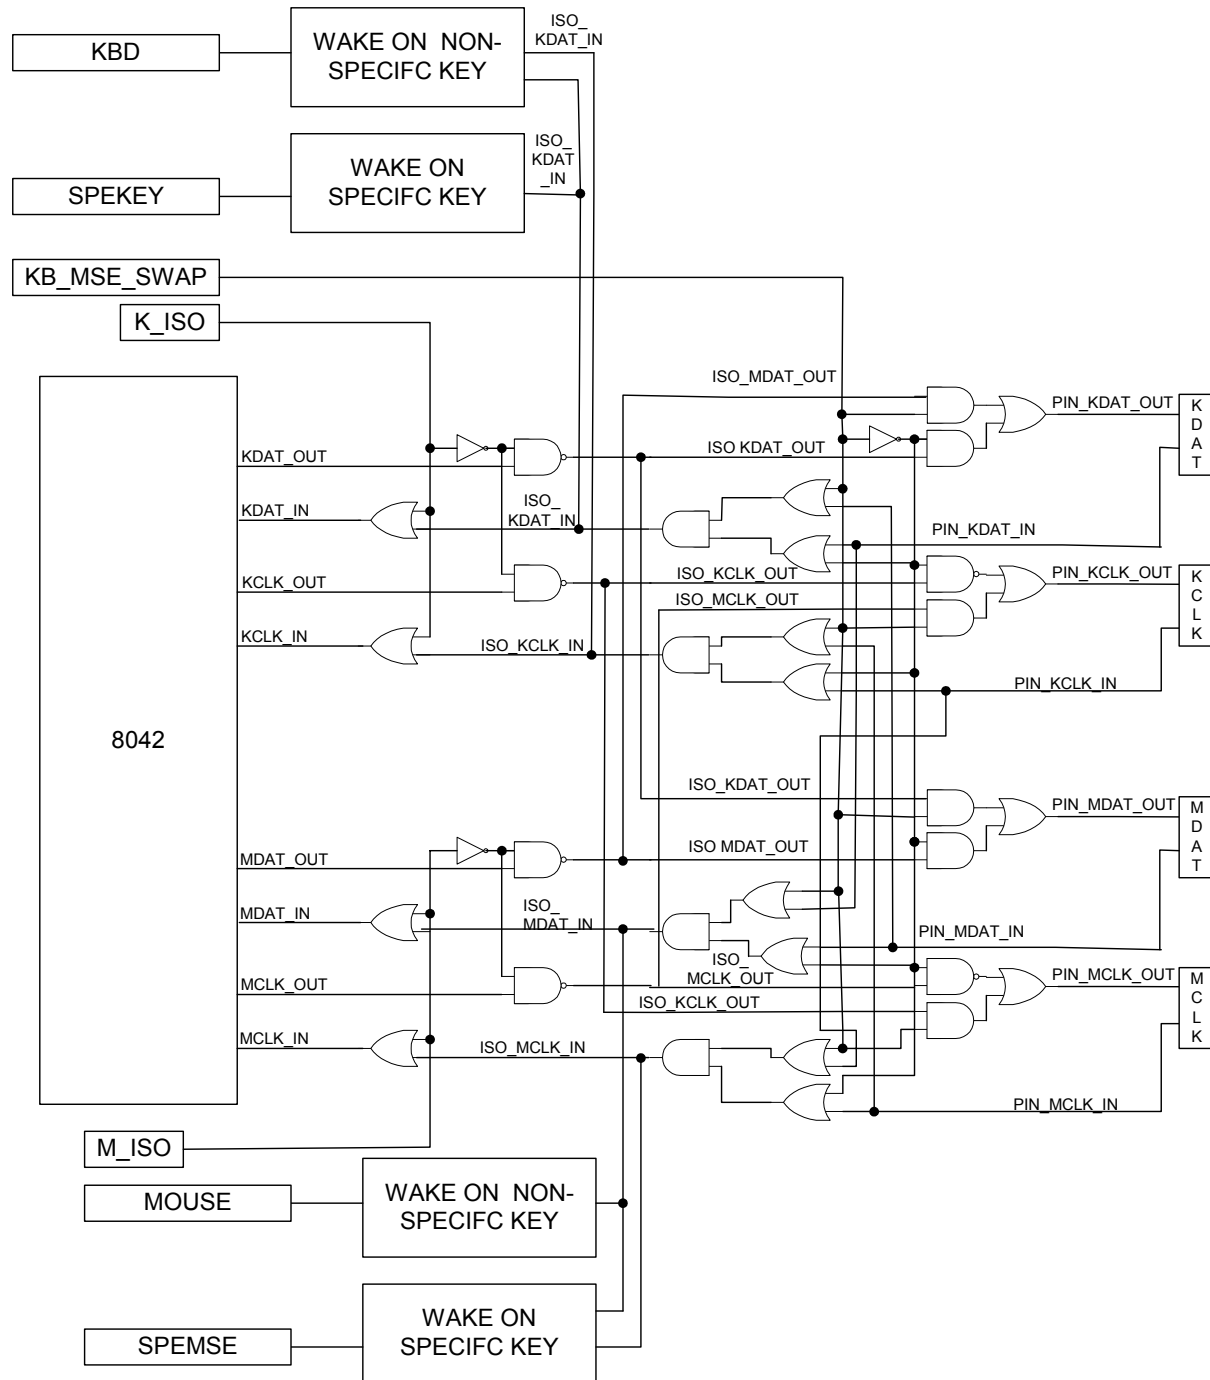 KBD
WAKE ON NON-
SPECIFC KEY
ISO_
KDAT_IN
SPEKEY
WAKE ON
SPECIFC KEY
ISO_
KDAT
_IN
KB_MSE_SWAP
K_ISO
8042
KDAT_OUT
KDAT_IN
KCLK_OUT
KCLK_IN
MDAT_OUT
MDAT_IN
MCLK_OUT
MCLK_IN
ISO_MDAT_OUT
ISO KDAT_OUT
ISO_
KDAT_IN
ISO_KCLK_OUT
ISO_MCLK_OUT
ISO_KCLK_IN
PIN_KDAT_OUT
PIN_KDAT_IN
PIN_KCLK_OUT
PIN_KCLK_IN
K
D
A
T
K
C
L
K
ISO_KDAT_OUT
ISO MDAT_OUT
ISO_
MDAT_IN
ISO_
MCLK_OUT
ISO_KCLK_OUT
ISO_MCLK_IN
PIN_MDAT_OUT
PIN_MDAT_IN
PIN_MCLK_OUT
PIN_MCLK_IN
M
D
A
T
M
C
L
K
M_ISO
MOUSE
WAKE ON NON-
SPECIFC KEY
SPEMSE
WAKE ON
SPECIFC KEY